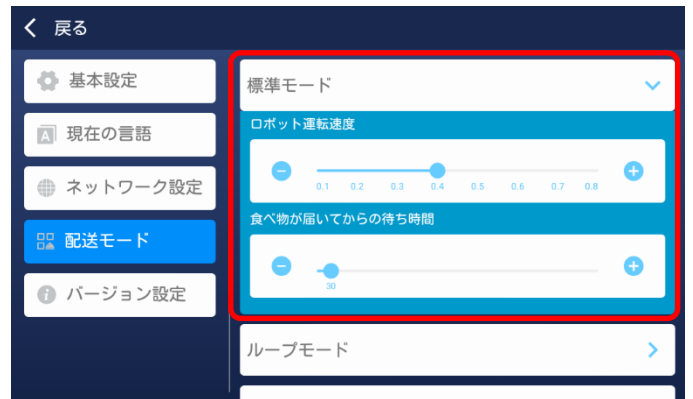 戻る
基本設定
現在の言語
ネットワーク設定
配送モード
バージョン設定
標準モード
ロボット運転速度
0.1 0.2 0.3 0.4 0.5 0.6 0.7 0.8
食べ物が届いてからの待ち時間
30
ループモード